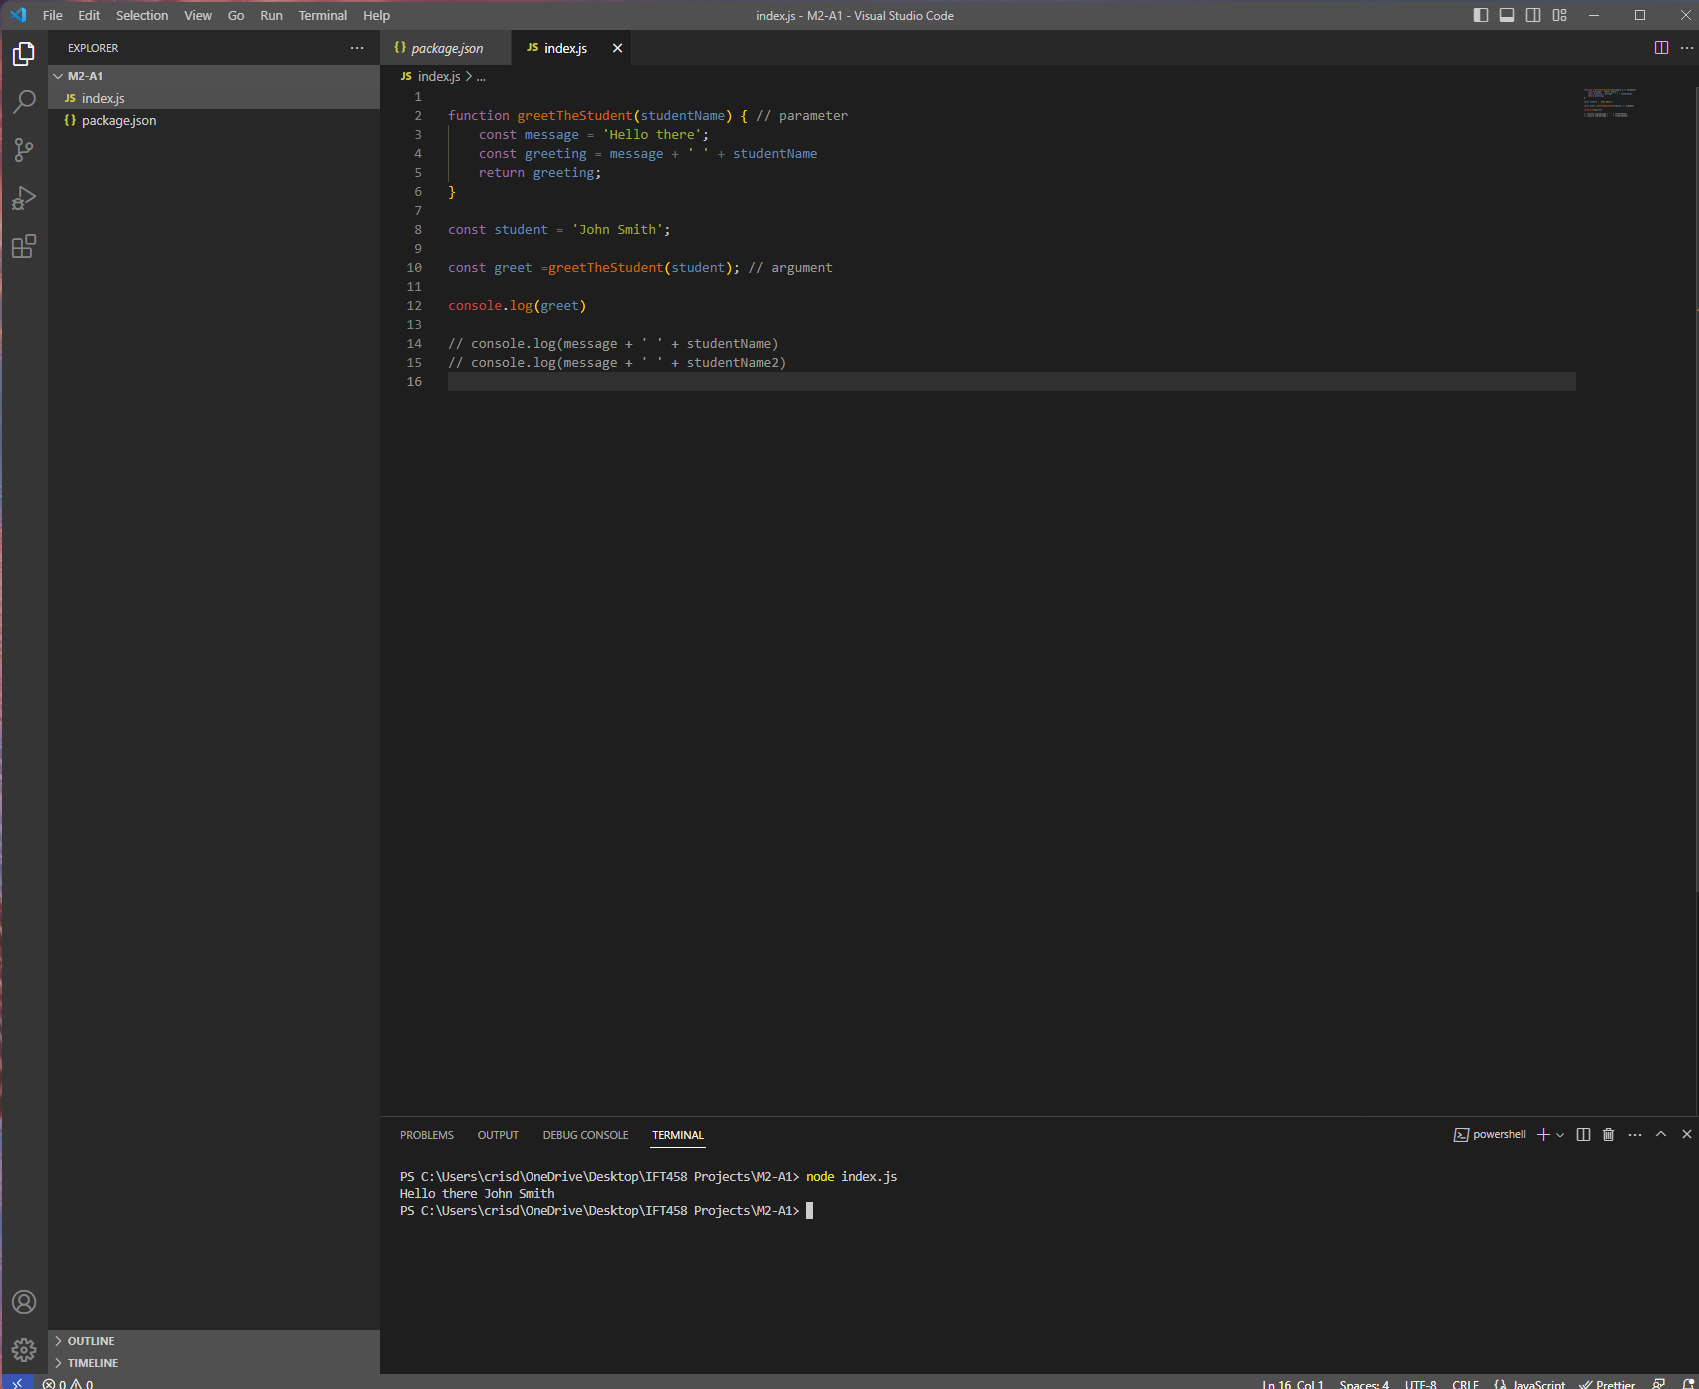 File Edit Selection View Go Run Terminal Help
index.js - M2-A1 - Visual Studio Code
EXPLORER
M2-A1
JS index.js
{} package.json
OUTLINE
TIMELINE
{} package.json
JS index.js
JS index.js > ...
1
2 function greetTheStudent(studentName) { // parameter
3 const message = 'Hello there';
4 const greeting = message + ' ' + studentName
5 return greeting;
6 }
7
8 const student = 'John Smith';
9
10 const greet =greetTheStudent(student); // argument
11
12 console.log(greet)
13
14 // console.log(message + ' ' + studentName)
15 // console.log(message + ' ' + studentName2)
16
PROBLEMS OUTPUT DEBUG CONSOLE TERMINAL
powershell
PS C:\Users\crisd\OneDrive\Desktop\IFT458 Projects\M2-A1> node index.js
Hello there John Smith
PS C:\Users\crisd\OneDrive\Desktop\IFT458 Projects\M2-A1>
0 0
Ln 16, Col 1 Spaces: 4 UTF-8 CRLF {} JavaScript Prettier